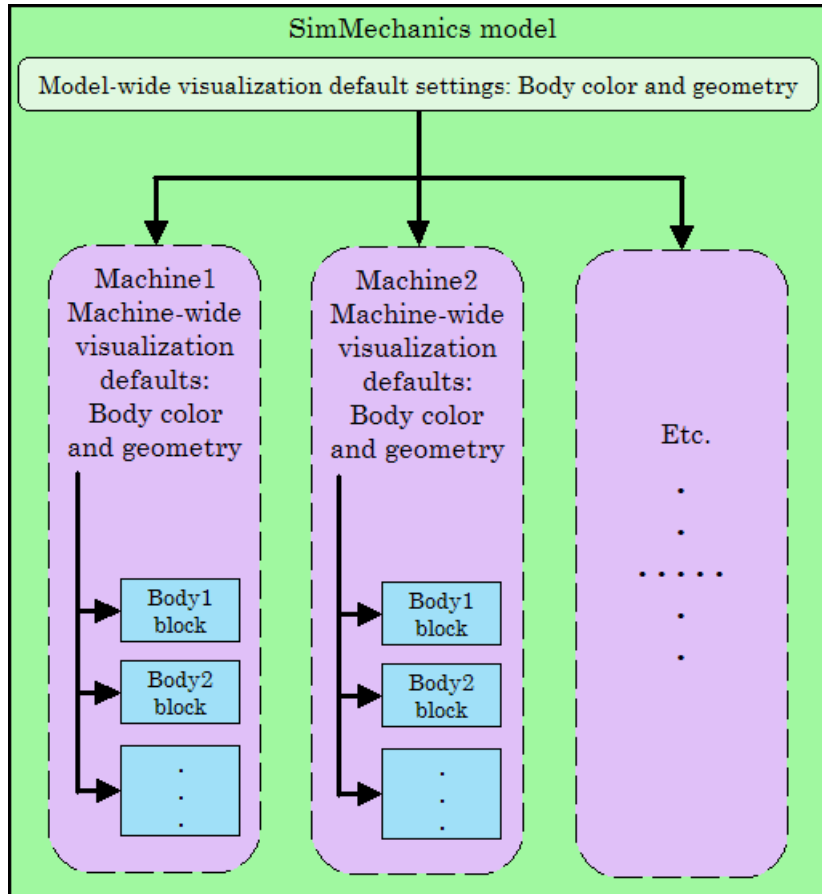 SimMechanics model
Model-wide visualization default settings: Body color and geometry
Machine1
Machine-wide
visualization
defaults:
Body color
and geometry
Body1
block
Body2
block
.
.
.
Machine2
Machine-wide
visualization
defaults:
Body color
and geometry
Body1
block
Body2
block
.
.
.
Etc.
.
.
. . . . .
.
.